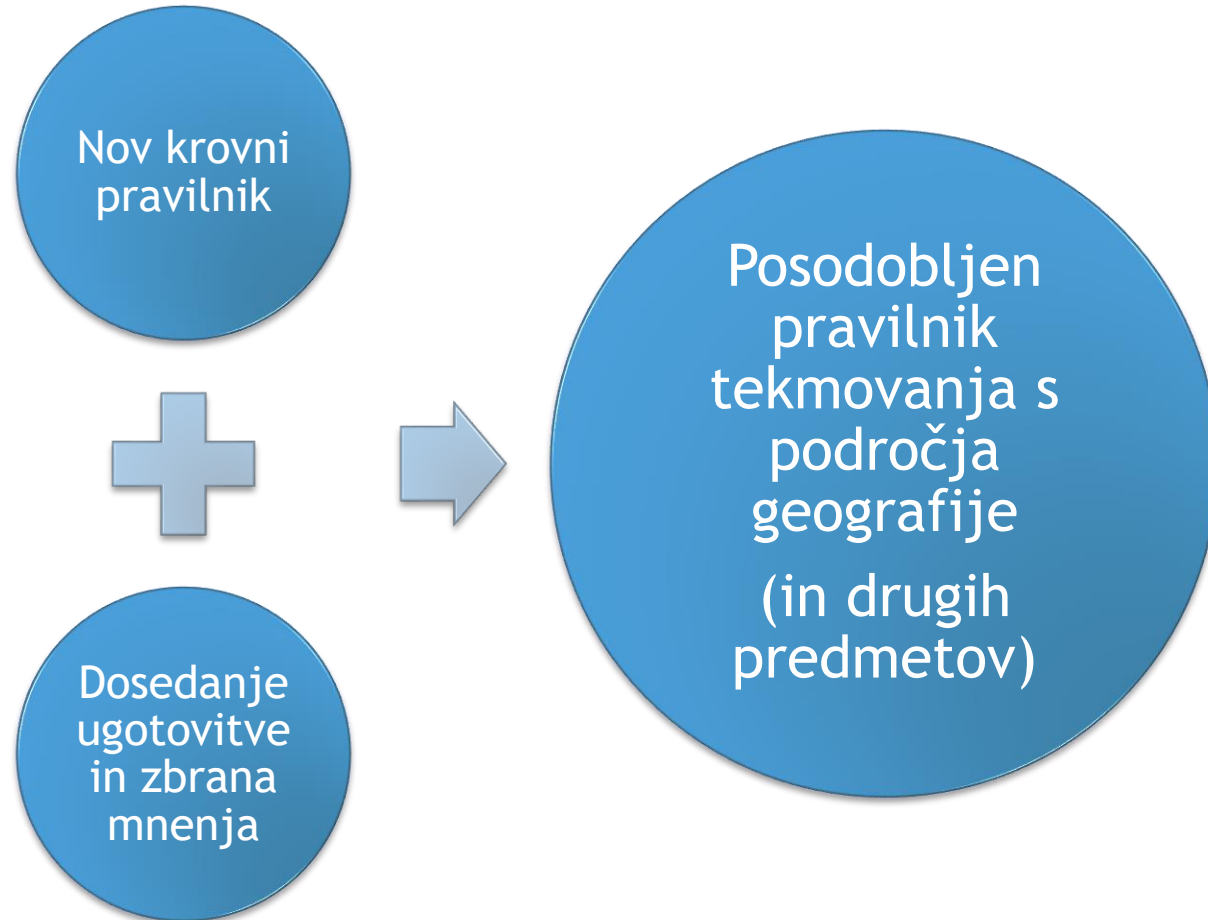 Nov krovni
pravilnik
Dosedanje
ugotovitve
in zbrana
mnenja
Posodobljen
pravilnik
tekmovanja s
področja
geografije
(in drugih
predmetov)